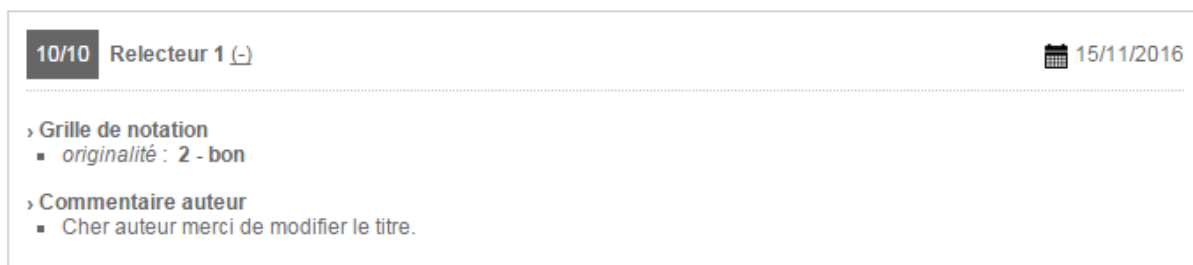 10/10 Relecteur 1 (-) 15/11/2016
› Grille de notation
▪ originalité : 2 - bon
› Commentaire auteur
▪ Cher auteur merci de modifier le titre.